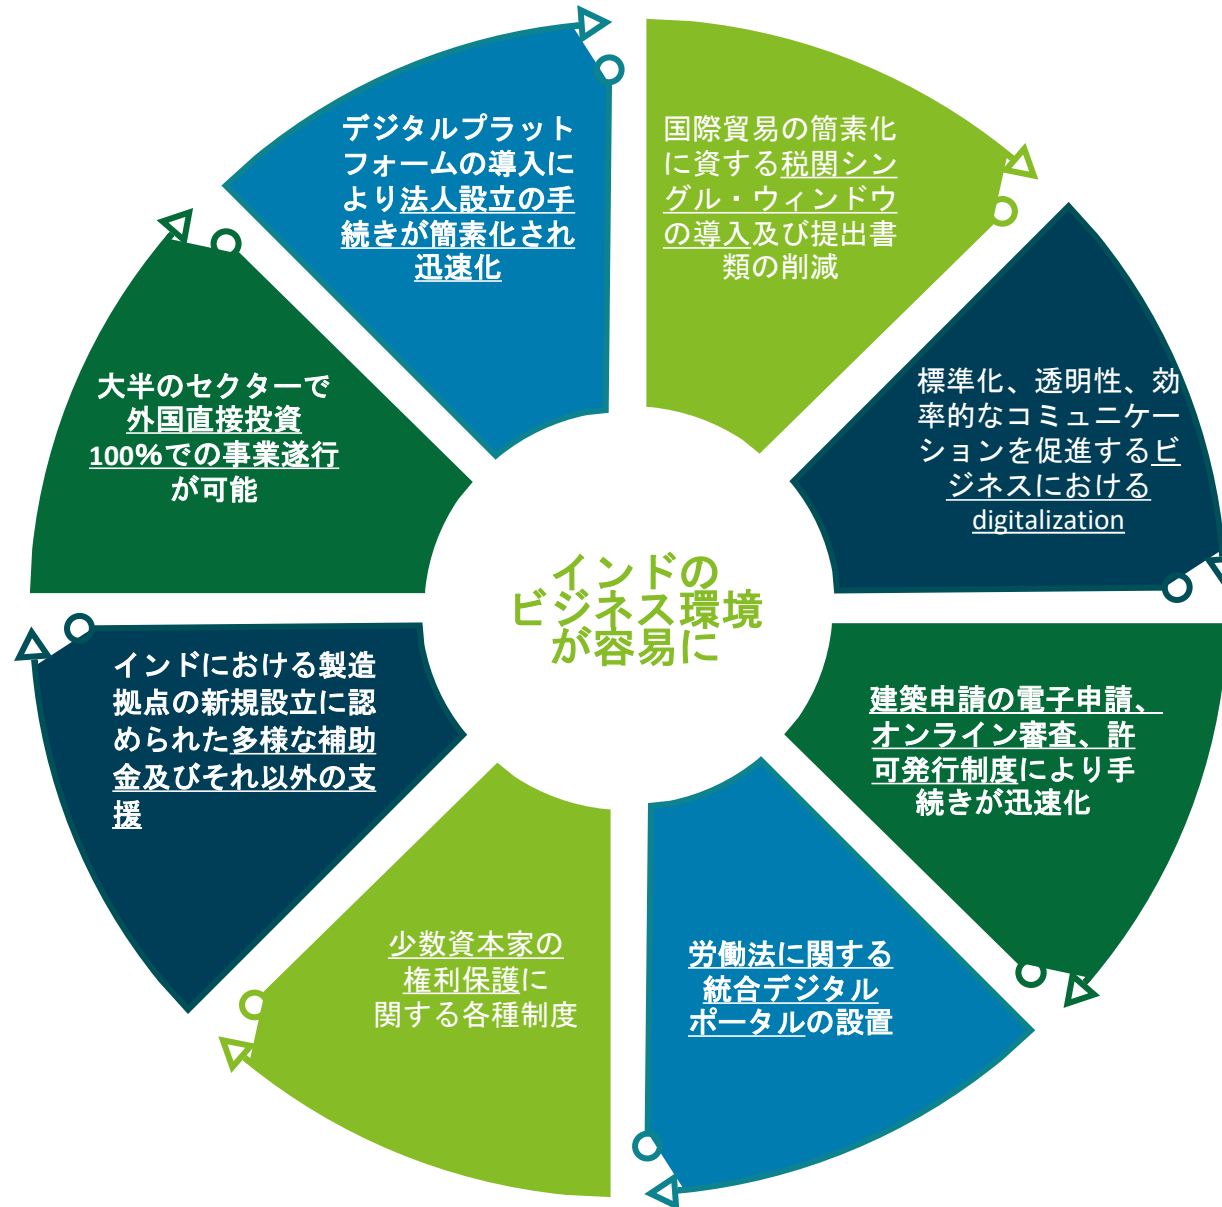 デジタルプラット
フォームの導入に
より法人設立の手
続きが簡素化され
迅速化
国際貿易の簡素化
に資する税関シン
グル・ウィンドウ
の導入及び提出書
類の削減
標準化、透明性、効
率的なコミュニケー
ションを促進するビ
ジネスにおける
digitalization
建築申請の電子申請、
オンライン審査、許
可発行制度により手
続きが迅速化
労働法に関する
統合デジタル
ポータルの設置
少数資本家の
権利保護に
関する各種制度
インドにおける製造
拠点の新規設立に認
められた多様な補助
金及びそれ以外の支
援
大半のセクターで
外国直接投資
100%での事業遂行
が可能
インドの
ビジネス環境
が容易に